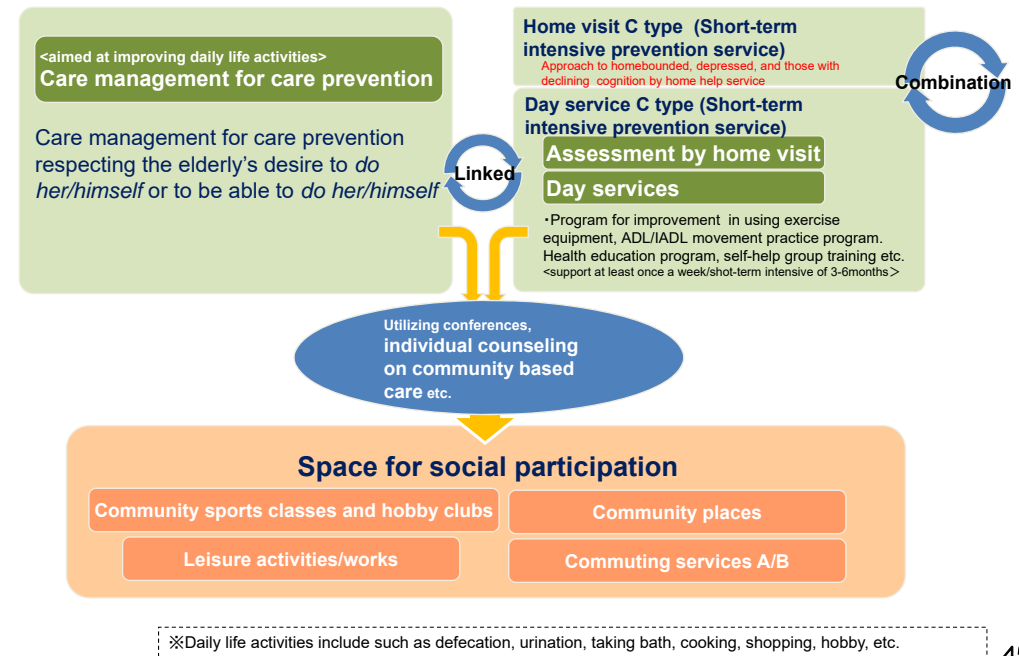 <aimed at improving daily life activities>
Care management for care prevention
Care management for care prevention
respecting the elderly's desire to do
her/himself or to be able to do her/himself
Linked
Home visit C type (Short-term
intensive prevention service)
Approach to homebounded, depressed, and those with
declining cognition by home help service
Combination
Day service C type (Short-term
intensive prevention service)
Assessment by home visit
Day services
・Program for improvement in using exercise
equipment, ADL/IADL movement practice program.
Health education program, self-help group training etc.
<support at least once a week/shot-term intensive of 3-6months＞
Utilizing conferences,
individual counseling
on community based
care etc.
Space for social participation
Community sports classes and hobby clubs
Community places
Leisure activities/works
Commuting services A/B
※Daily life activities include such as defecation, urination, taking bath, cooking, shopping, hobby, etc.